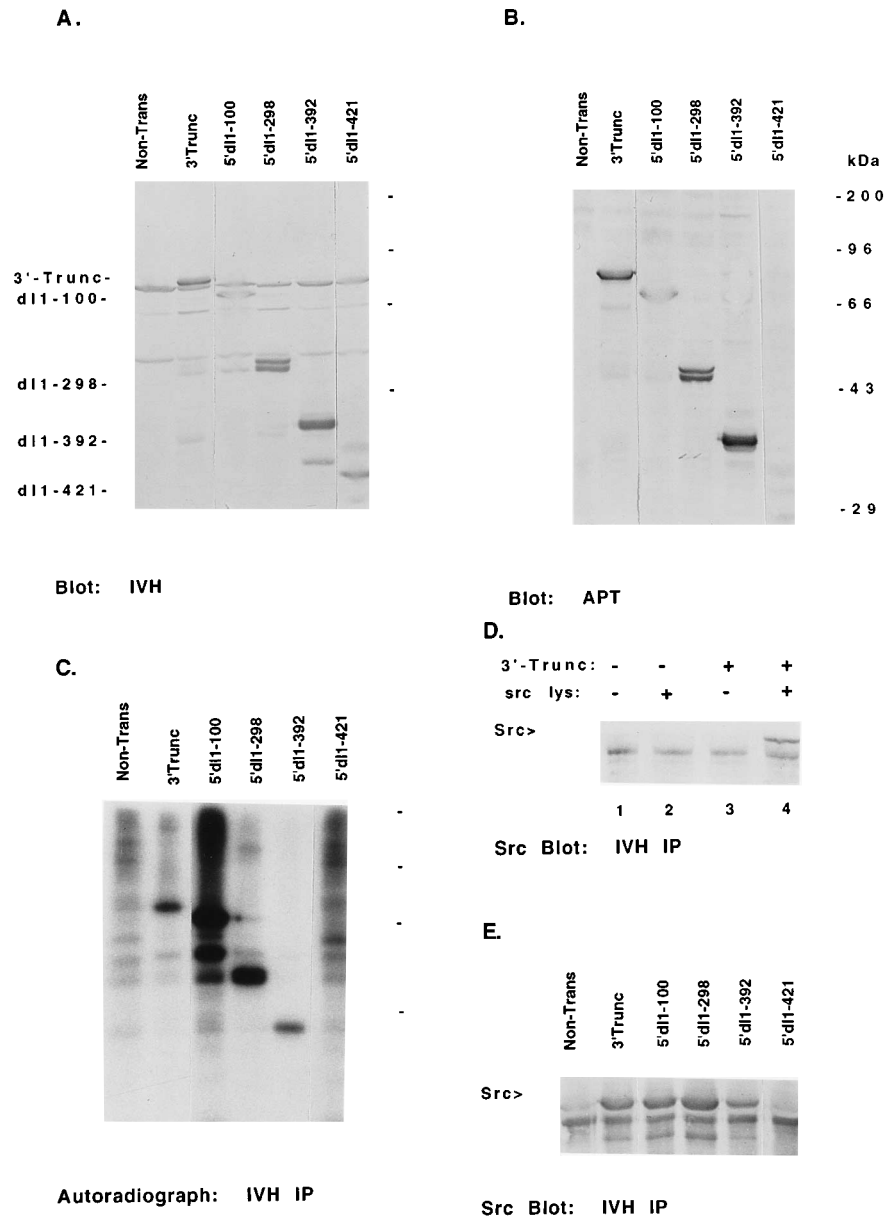 A.
Non-Trans
3'Trunc
5'dl1-100
5'dl1-298
5'dl1-392
5'dl1-421
3'-Trunc-
dl1-100-
dl1-298-
dl1-392-
dl1-421-
Blot: IVH
B.
Non-Trans
3'Trunc
5'dl1-100
5'dl1-298
5'dl1-392
5'dl1-421
kDa
-200
-96
-66
-43
-29
Blot: APT
C.
Non-Trans
3'Trunc
5'dl1-100
5'dl1-298
5'dl1-392
5'dl1-421
Autoradiograph: IVH IP
D.
3'-Trunc: - - + +
src lys: - + - +
Src>
1 2 3 4
Src Blot: IVH IP
E.
Non-Trans
3'Trunc
5'dl1-100
5'dl1-298
5'dl1-392
5'dl1-421
Src>
Src Blot: IVH IP